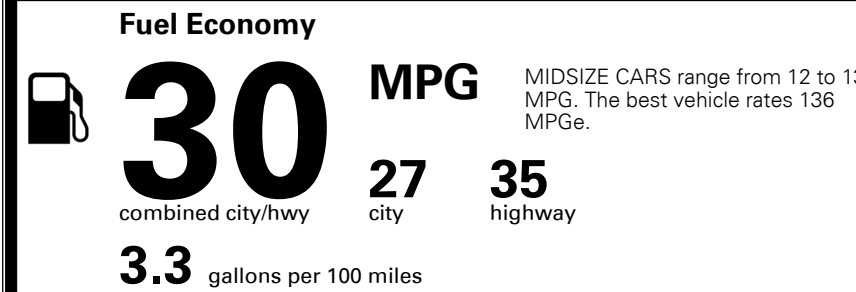 Fuel Economy
30
MPG
MIDSIZE CARS range from 12 to
MPG. The best vehicle rates 136
MPGe.
27
35
combined city/hwy
city
highway
3.3 gallons per 100 miles